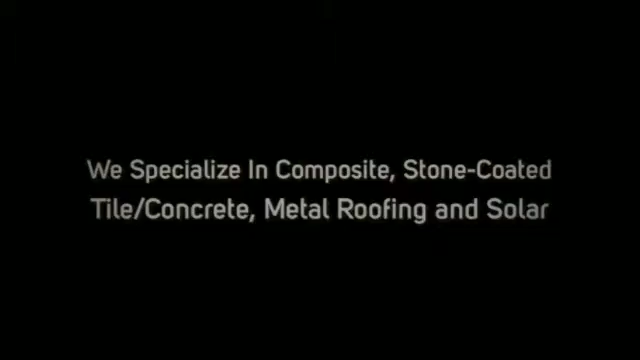 We Specialize In Composite, Stone-Coated
Tile/Concrete, Metal Roofing and Solar